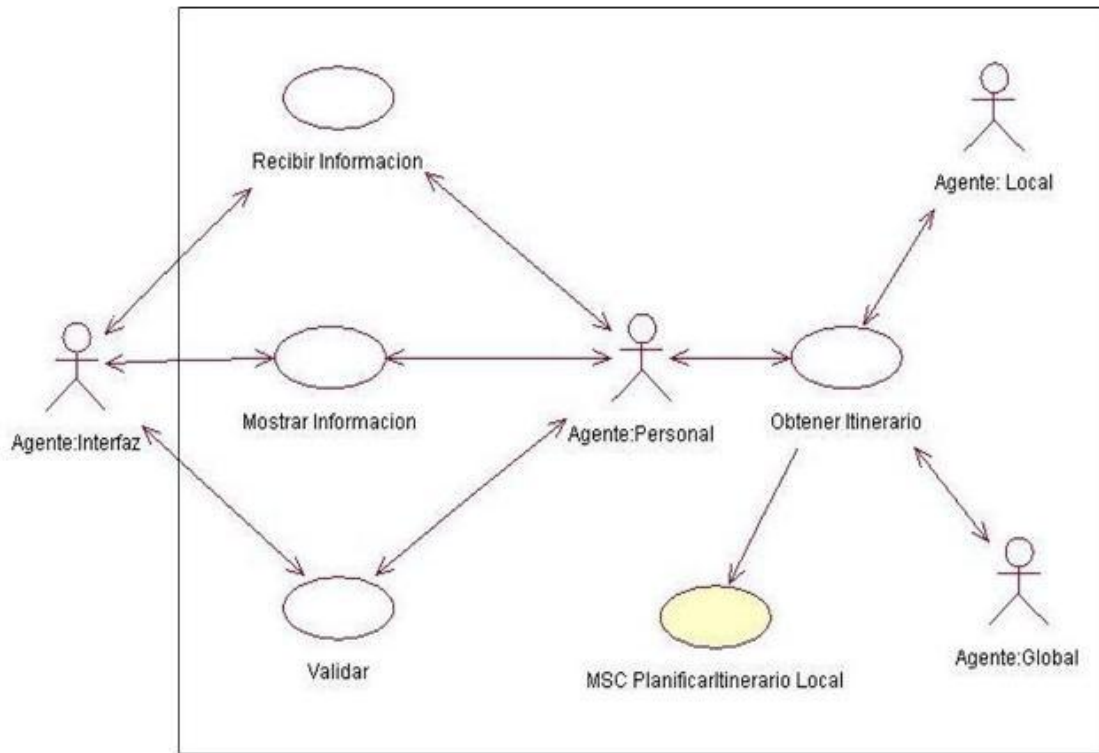 Recibir Informacion
Agente: Local
Agente:Interfaz
Mostrar Informacion
Agente:Personal
Obtener Itinerario
Validar
MSC PlanificarItinerario Local
Agente:Global